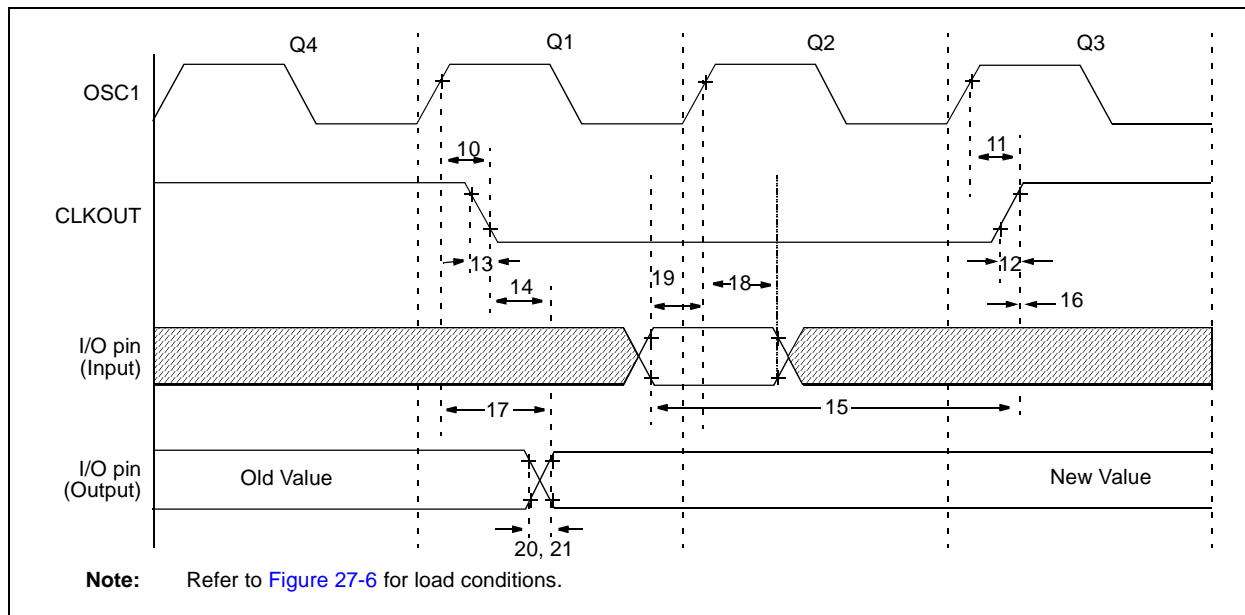 Q4 Q1 Q2 Q3
OSC1
10 11
CLKOUT
13 19 18 12
14 16
I/O pin
(Input)
17 15
I/O pin
(Output)
Old Value New Value
20, 21
Note: Refer to Figure 27-6 for load conditions.